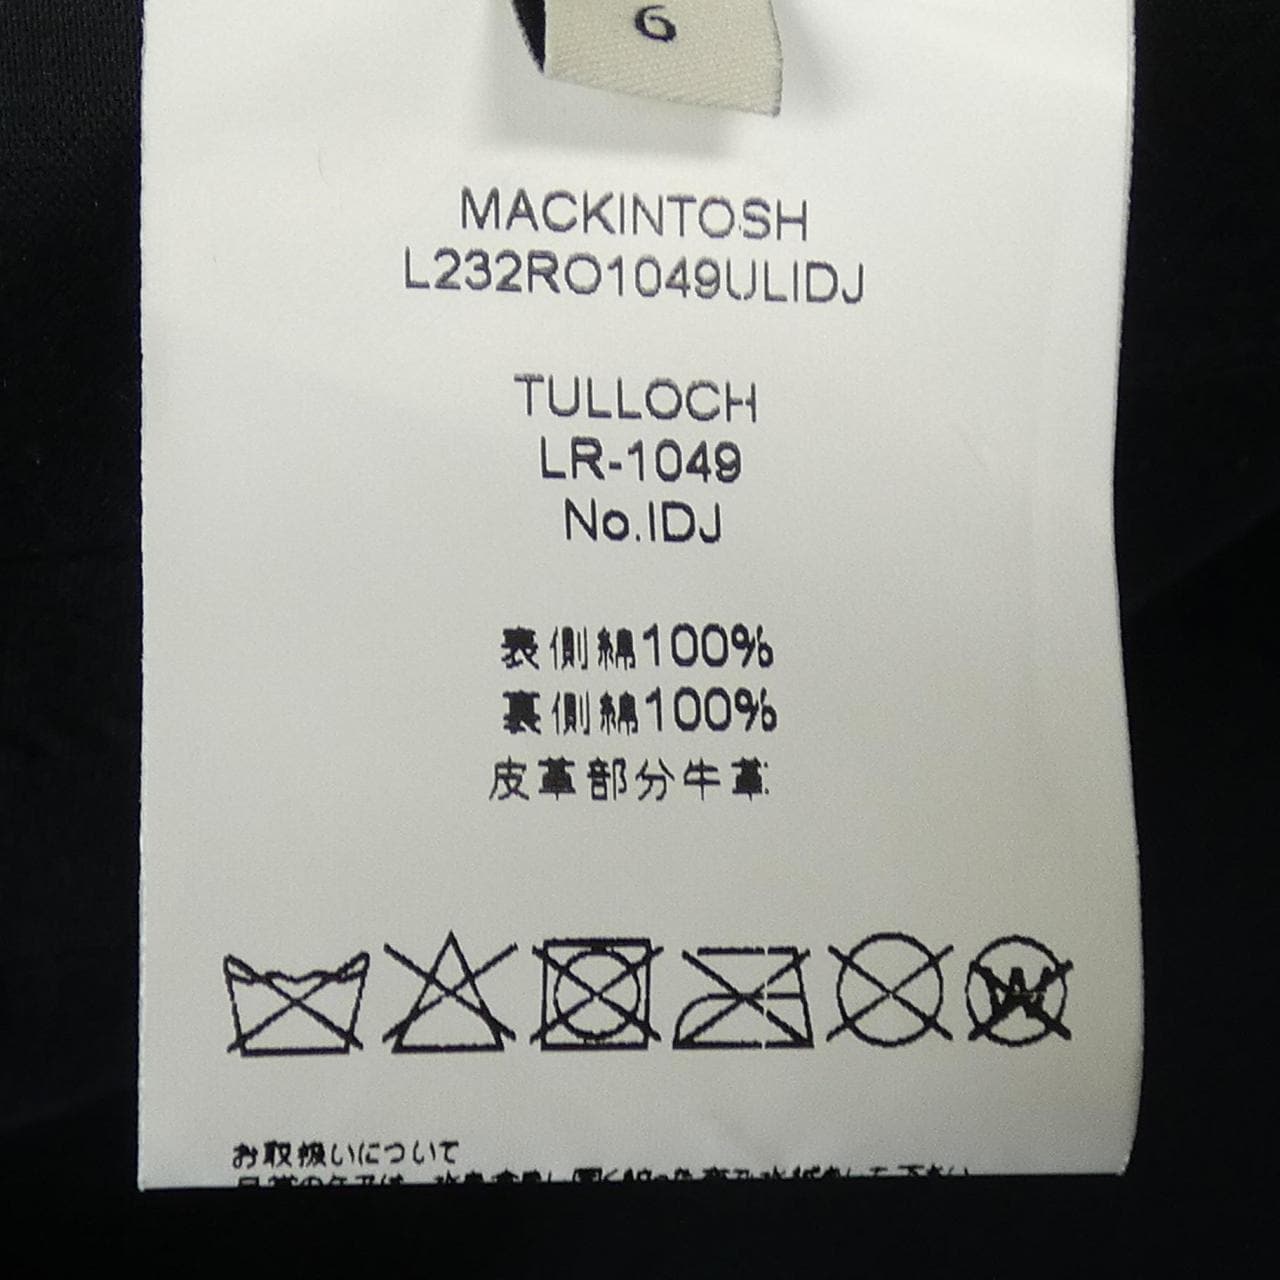 6
MACKINTOSH
L232RO1049ULIDJ
TULLOCH
LR-1049
No.IDJ
表側綿100%
裏側綿100%
皮革部分牛革
W
お取扱いについて